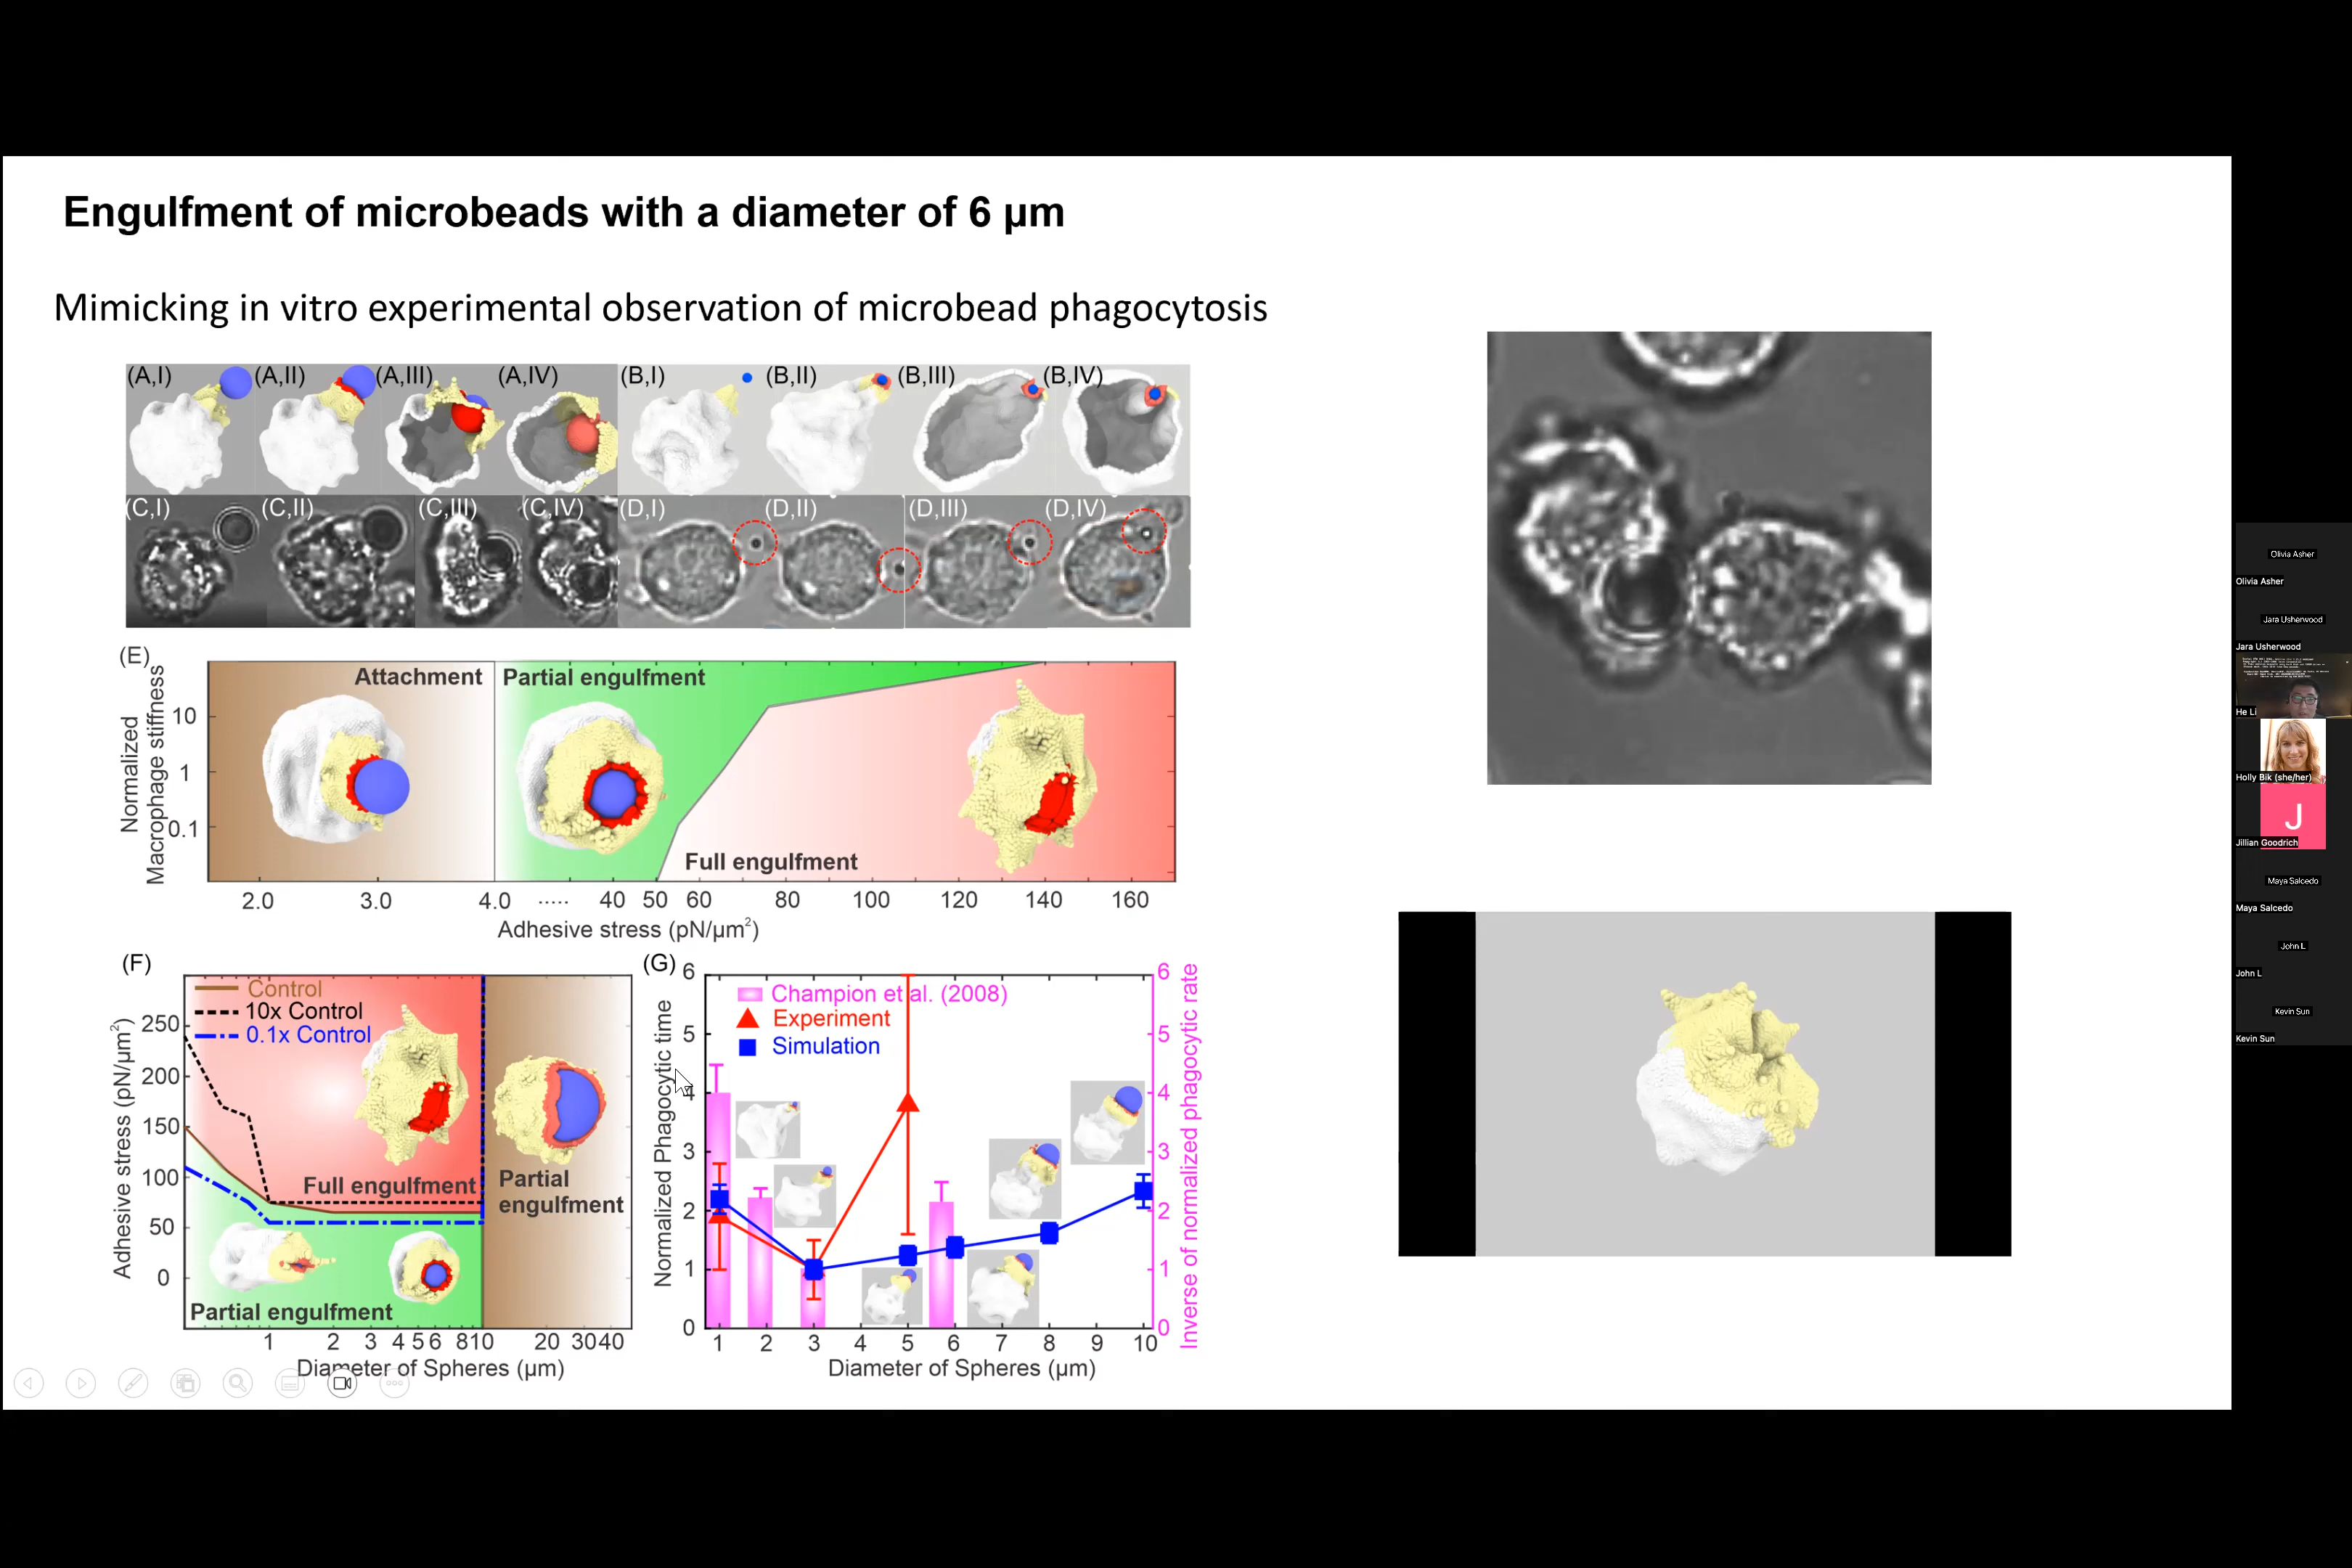 Engulfment of microbeads with a diameter of 6 µm
Mimicking in vitro experimental observation of microbead phagocytosis
(A,I) (A,II) (A,III) (A,IV) (B,I) (B,II) (B,III) (B,IV)
(C,I) (C,II) (C,III) (C,IV) (D,I) (D,II) (D,III) (D,IV)
(E)
Normalized
Macrophage stiffness
10
1
0.1
Attachment
Partial engulfment
Full engulfment
2.0 3.0 4.0 ····· 40 50 60 80 100 120 140 160
Adhesive stress (pN/µm²)
(F)
Adhesive stress (pN/µm²)
250
200
150
100
50
0
Control
10x Control
0.1x Control
Full engulfment
Partial
engulfment
Partial engulfment
1 2 3 4 5 6 8 10 20 30 40
Diameter of Spheres (µm)
(G)
Normalized Phagocytic time
6
5
4
3
2
1
0
Champion et al. (2008)
Experiment
Simulation
6
5
4
3
2
1
0
Inverse of normalized phagocytic rate
1 2 3 4 5 6 7 8 9 10
Diameter of Spheres (µm)
Olivia Asher
Olivia Asher
Jara Usherwood
Jara Usherwood
He Li
Holly Bik (she/her)
J
Jillian Goodrich
Maya Salcedo
Maya Salcedo
John L
John L
Kevin Sun
Kevin Sun